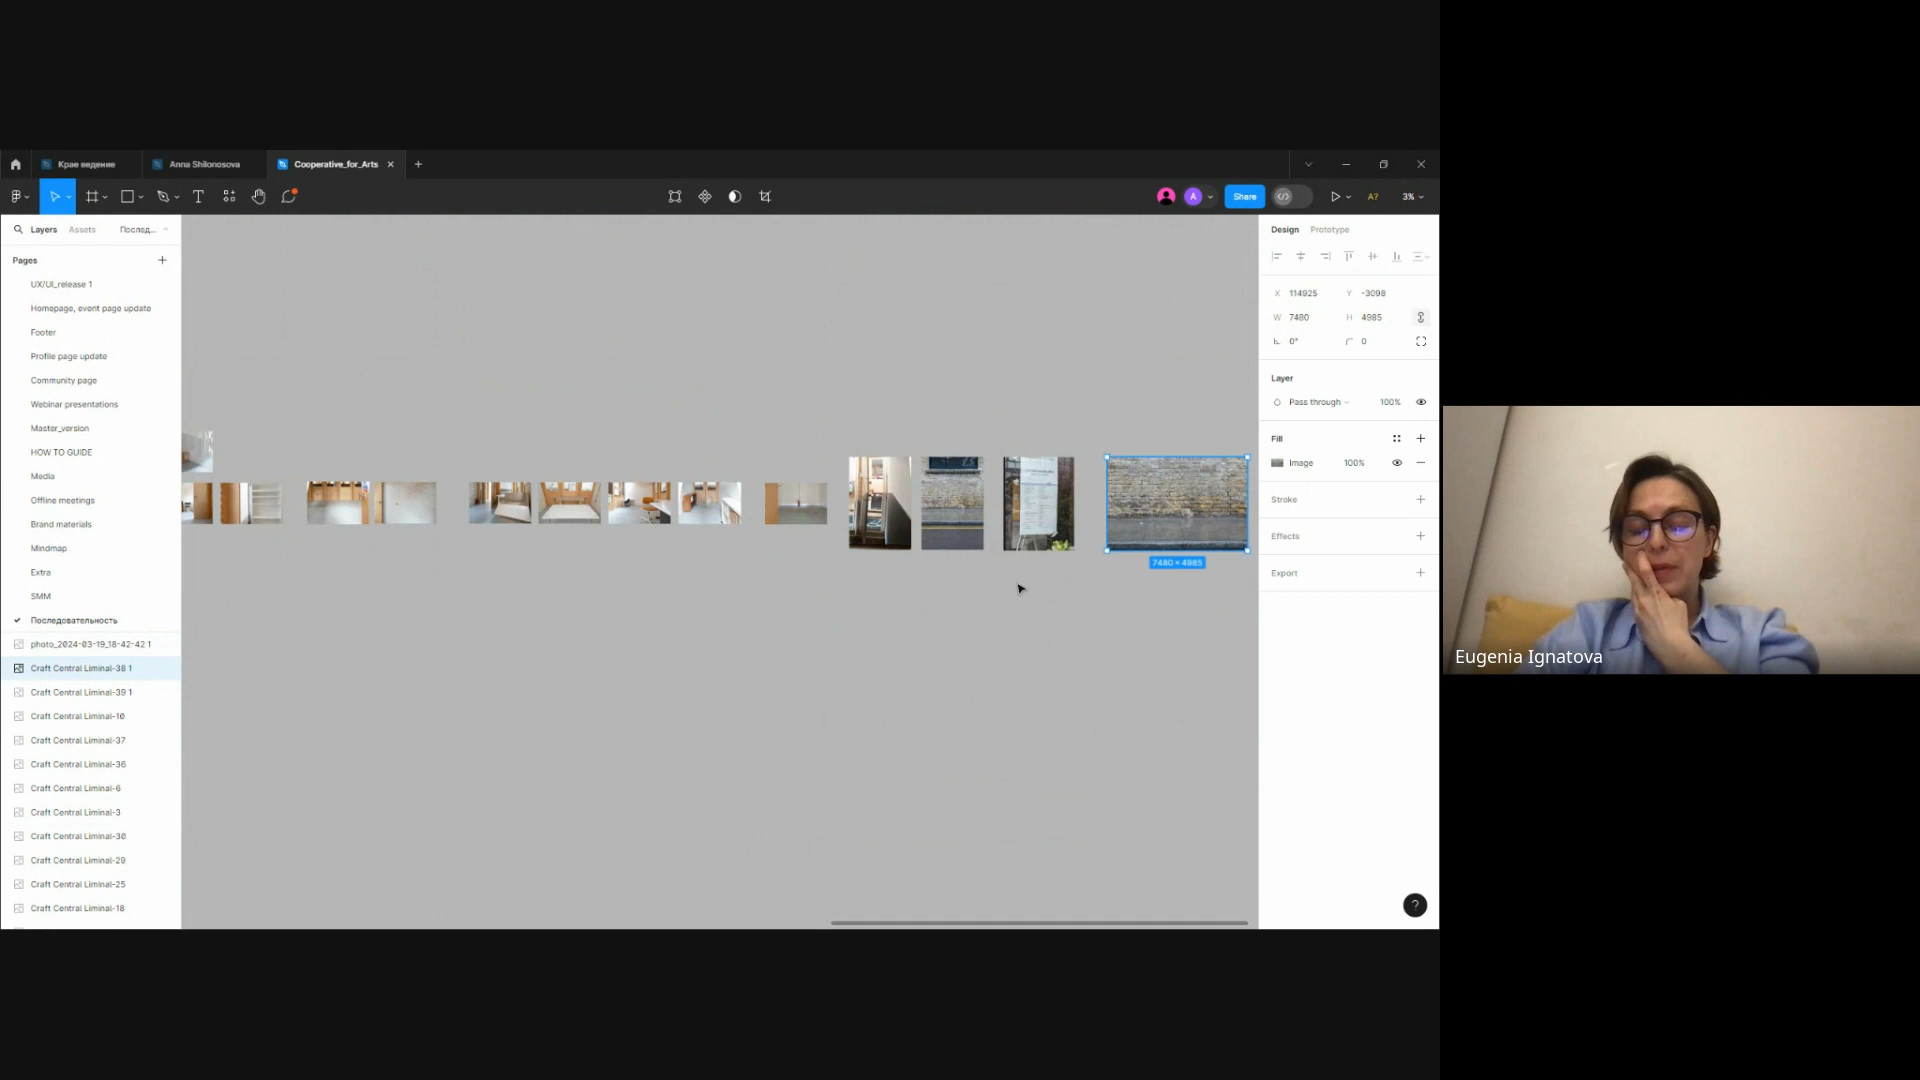 Крае ведение
Anna Shilonosova
Cooperative_for_Arts
A
Share
A?
3%
Layers
Assets
Послед...
Pages
UX/UI_release 1
Homepage, event page update
Footer
Profile page update
Community page
Webinar presentations
Master_version
HOW TO GUIDE
Media
Offline meetings
Brand materials
Mindmap
Extra
SMM
Последовательность
photo_2024-03-19_18-42-42 1
Craft Central Liminal-38 1
Craft Central Liminal-39 1
Craft Central Liminal-10
Craft Central Liminal-37
Craft Central Liminal-36
Craft Central Liminal-6
Craft Central Liminal-3
Craft Central Liminal-30
Craft Central Liminal-29
Craft Central Liminal-25
Craft Central Liminal-18
7480 × 4985
Design
Prototype
X 114925 Y -3098
W 7480 H 4985
0° 0
Layer
Pass through 100%
Fill
Image 100%
Stroke
Effects
Export
?
Eugenia Ignatova